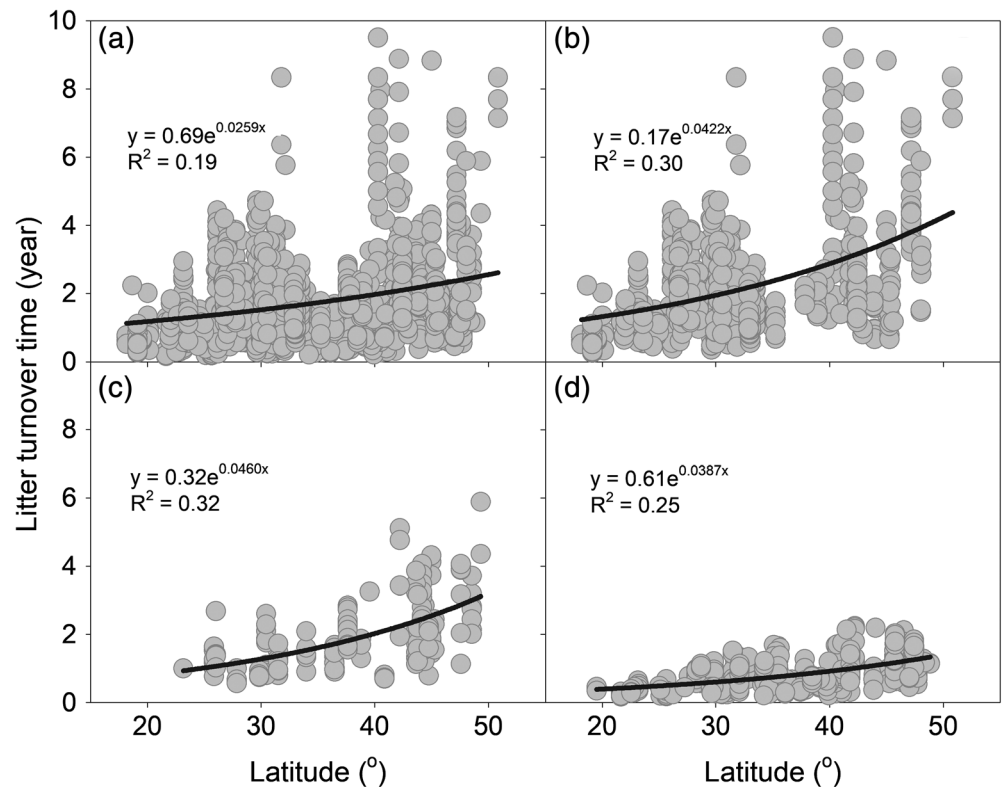 (a)
y = 0.69e^0.0259x
R^2 = 0.19
(b)
y = 0.17e^0.0422x
R^2 = 0.30
(c)
y = 0.32e^0.0460x
R^2 = 0.32
(d)
y = 0.61e^0.0387x
R^2 = 0.25
Litter turnover time (year)
10
8
6
4
2
0
8
6
4
2
0
20 30 40 50
20 30 40 50
Latitude (o)
Latitude (o)